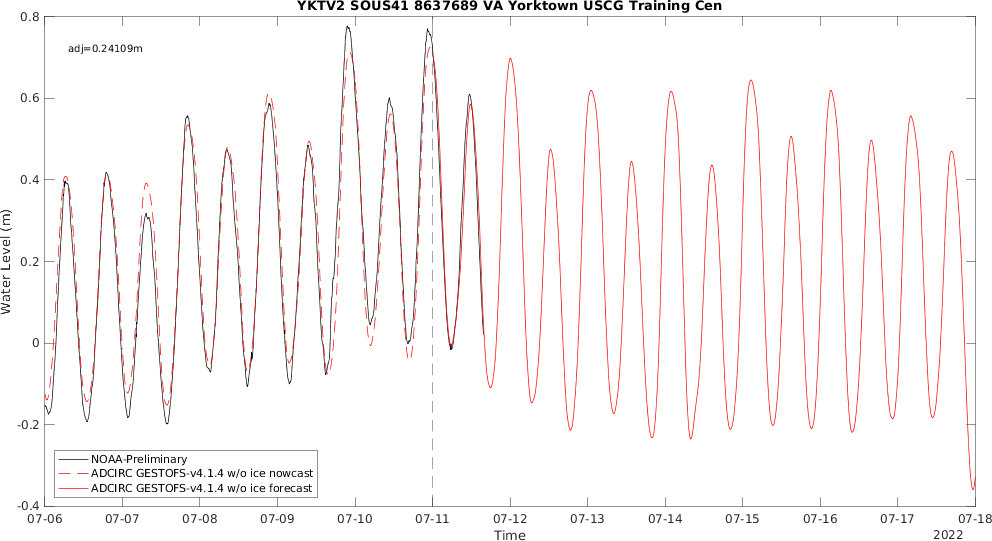 YKTV2 SOUS41 8637689 VA Yorktown USCG Training Cen
adj=0.24109m
Water Level (m)
0.8
0.6
0.4
0.2
0
-0.2
-0.4
NOAA-Preliminary
ADCIRC GESTOFS-v4.1.4 w/o ice nowcast
ADCIRC GESTOFS-v4.1.4 w/o ice forecast
07-06 07-07 07-08 07-09 07-10 07-11 07-12 07-13 07-14 07-15 07-16 07-17 07-18
Time
2022